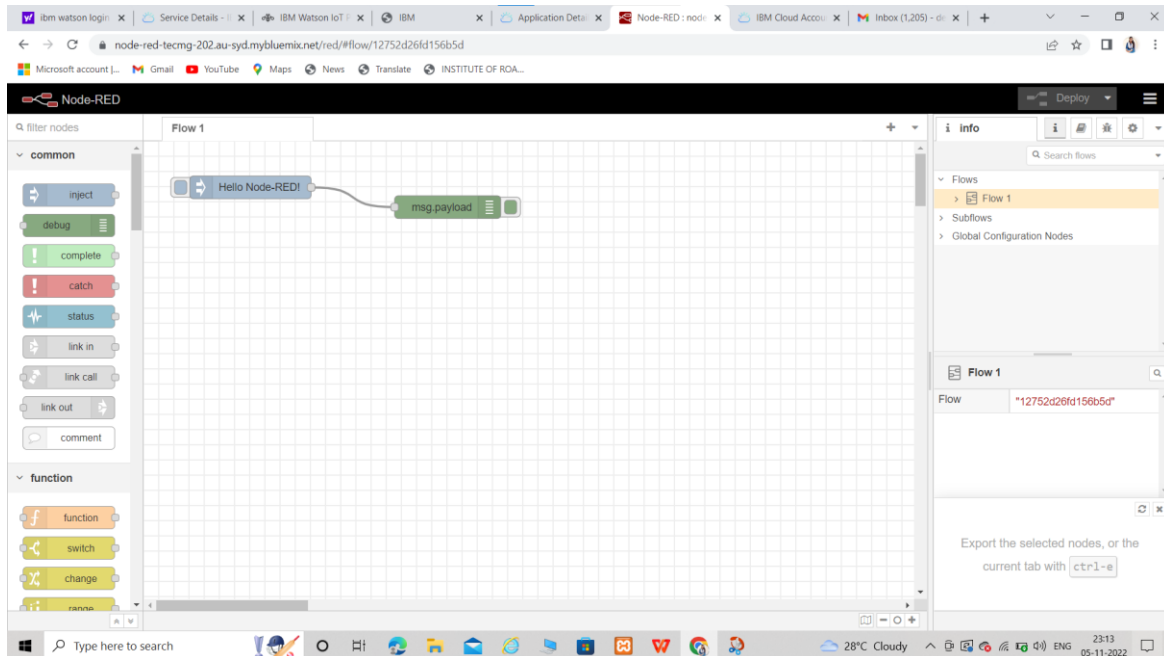 ibm watson login
Service Details - I
IBM Watson IoT P
IBM
Application Detai
Node-RED : node
IBM Cloud Accou
Inbox (1,205) - de
node-red-tecmg-202.au-syd.mybluemix.net/red/#flow/12752d26fd156b5d
Microsoft account |... Gmail YouTube Maps News Translate INSTITUTE OF ROA...
Node-RED
Deploy
filter nodes
common
inject
debug
complete
catch
status
link in
link call
link out
comment
function
function
switch
change
range
Flow 1
Hello Node-RED!
msg.payload
i info
Search flows
Flows
Flow 1
Subflows
Global Configuration Nodes
Flow 1
Flow "12752d26fd156b5d"
Export the selected nodes, or the
current tab with ctrl-e
Type here to search
28°C Cloudy
ENG
23:13
05-11-2022